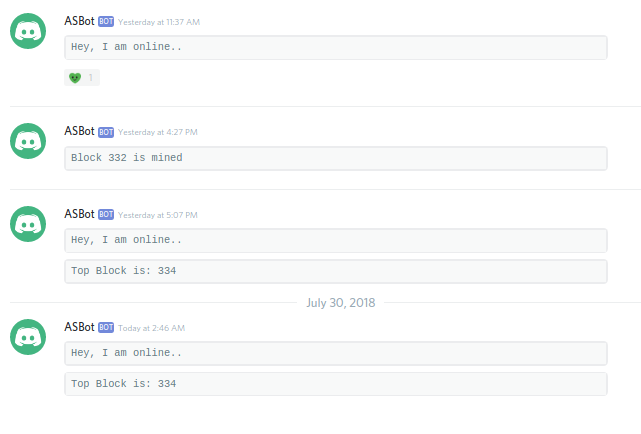 ASBot BOT Yesterday at 11:37 AM
Hey, I am online..
1
ASBot BOT Yesterday at 4:27 PM
Block 332 is mined
ASBot BOT Yesterday at 5:07 PM
Hey, I am online..
Top Block is: 334
July 30, 2018
ASBot BOT Today at 2:46 AM
Hey, I am online..
Top Block is: 334